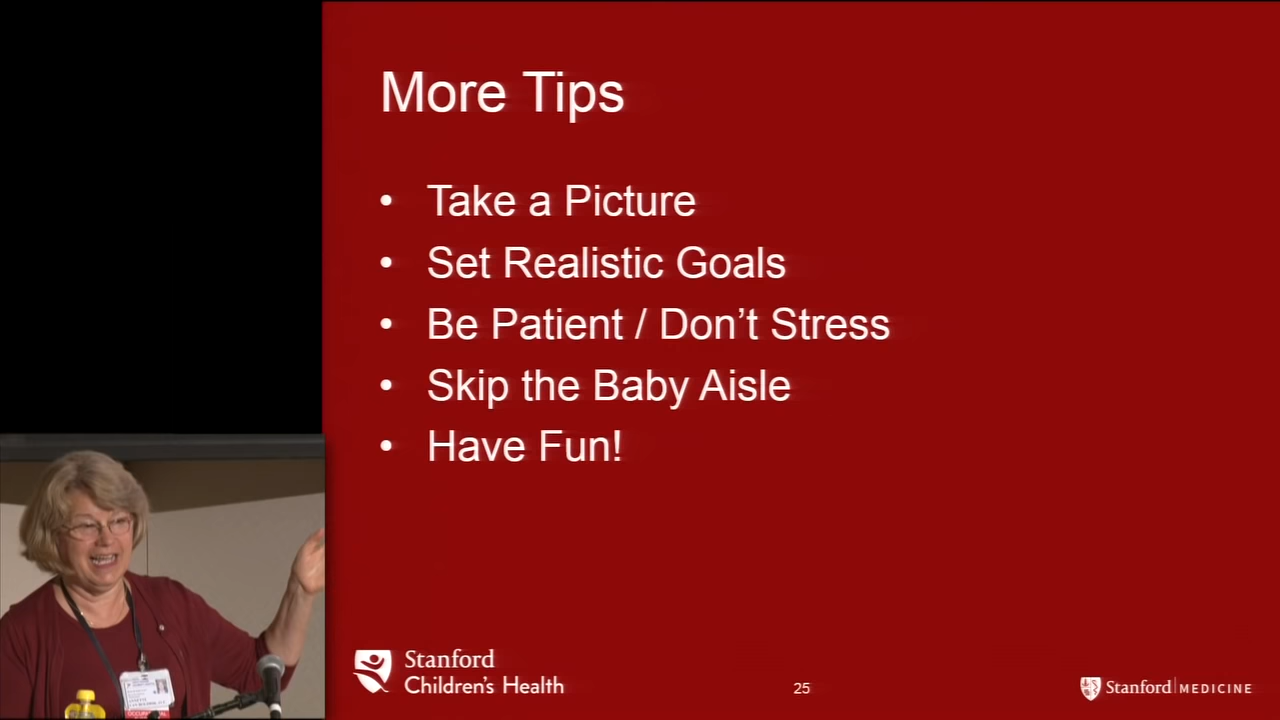 More Tips
• Take a Picture
• Set Realistic Goals
• Be Patient / Don’t Stress
• Skip the Baby Aisle
• Have Fun!
Stanford
Children’s Health
25
Stanford MEDICINE